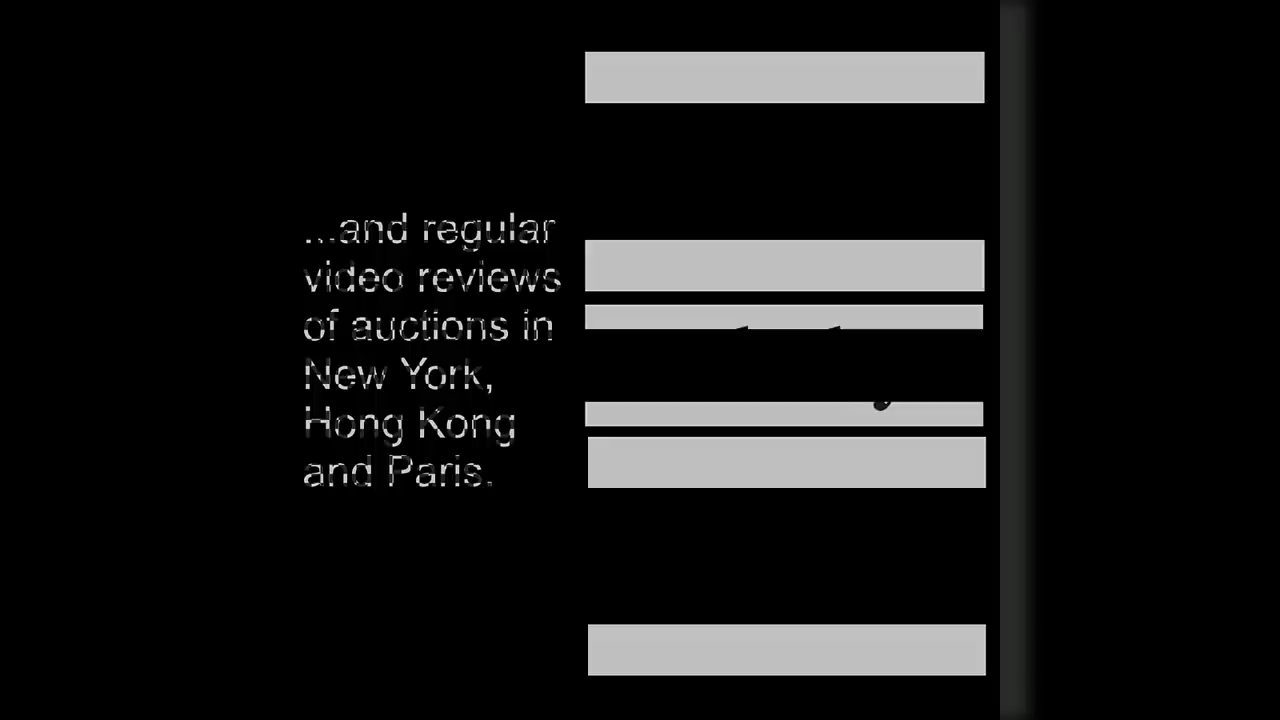 ...and regular
video reviews
of auctions in
New York,
Hong Kong
and Paris.